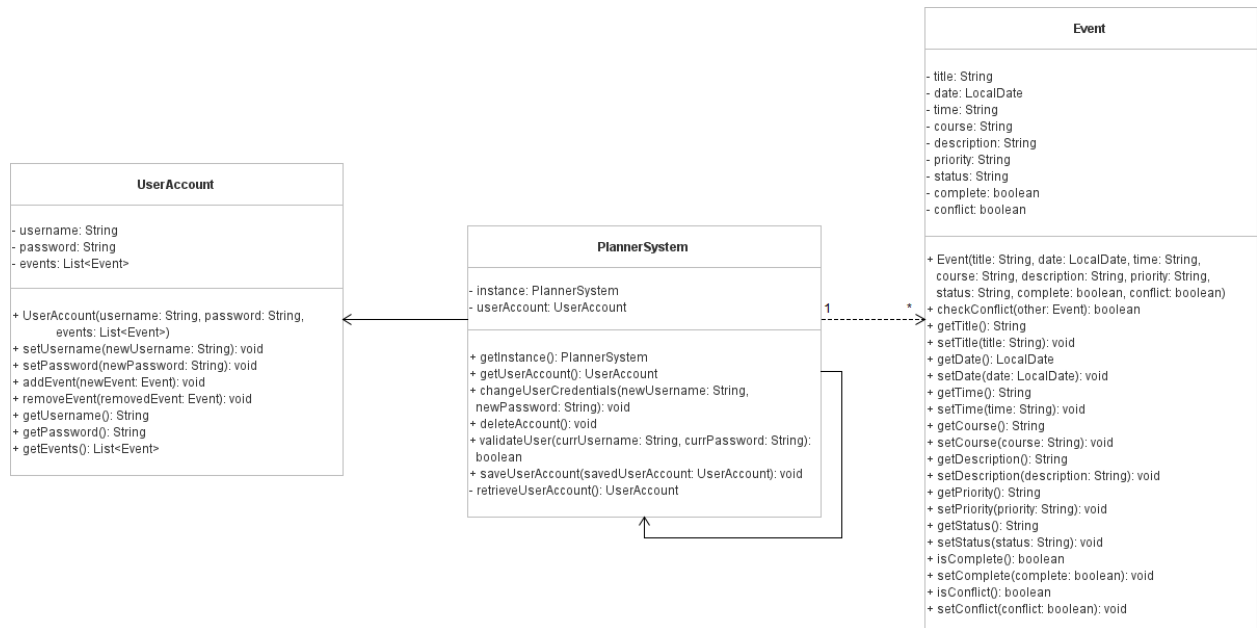 UserAccount
- username: String
- password: String
- events: List<Event>
+ UserAccount(username: String, password: String,
events: List<Event>)
+ setUsername(newUsername: String): void
+ setPassword(newPassword: String): void
+ addEvent(newEvent: Event): void
+ removeEvent(removedEvent: Event): void
+ getUsername(): String
+ getPassword(): String
+ getEvents(): List<Event>
PlannerSystem
- instance: PlannerSystem
- userAccount: UserAccount
+ getInstance(): PlannerSystem
+ getUserAccount(): UserAccount
+ changeUserCredentials(newUsername: String,
newPassword: String): void
+ deleteAccount(): void
+ validateUser(currUsername: String, currPassword: String):
boolean
+ saveUserAccount(savedUserAccount: UserAccount): void
- retrieveUserAccount(): UserAccount
1
*
Event
- title: String
- date: LocalDate
- time: String
- course: String
- description: String
- priority: String
- status: String
- complete: boolean
- conflict: boolean
+ Event(title: String, date: LocalDate, time: String,
course: String, description: String, priority: String,
status: String, complete: boolean, conflict: boolean)
+ checkConflict(other: Event): boolean
+ getTitle(): String
+ setTitle(title: String): void
+ getDate(): LocalDate
+ setDate(date: LocalDate): void
+ getTime(): String
+ setTime(time: String): void
+ getCourse(): String
+ setCourse(course: String): void
+ getDescription(): String
+ setDescription(description: String): void
+ getPriority(): String
+ setPriority(priority: String): void
+ getStatus(): String
+ setStatus(status: String): void
+ isComplete(): boolean
+ setComplete(complete: boolean): void
+ isConflict(): boolean
+ setConflict(conflict: boolean): void